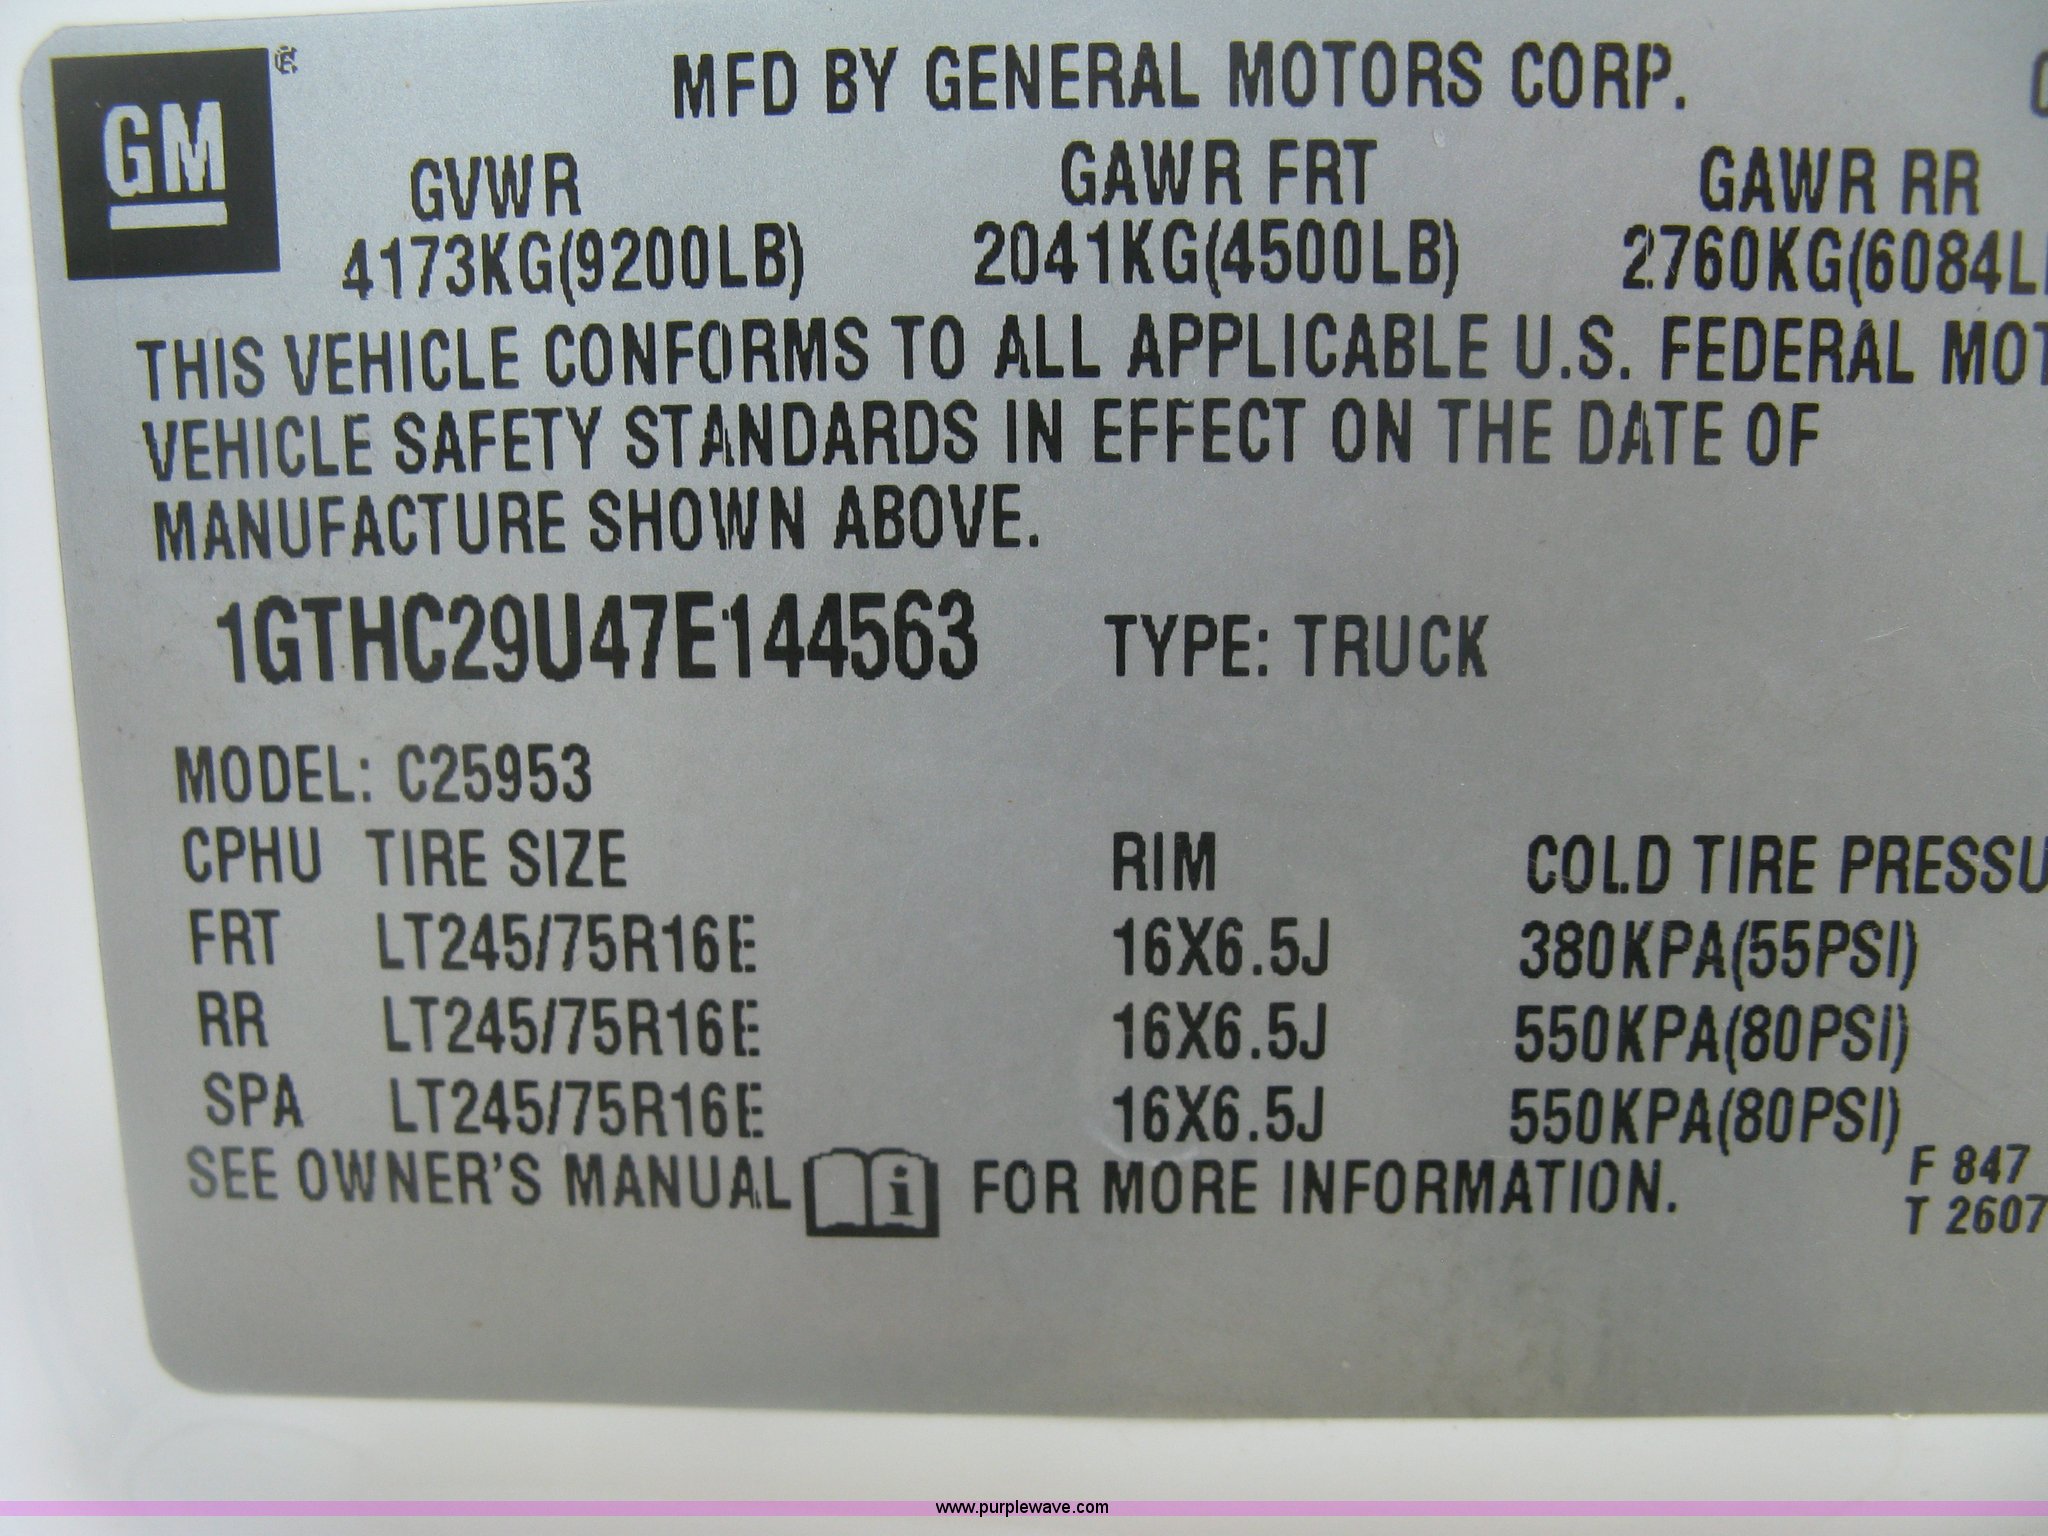 GM
MFD BY GENERAL MOTORS CORP.
GVWR GAWR FRT GAWR RR
4173KG(9200LB) 2041KG(4500LB) 2760KG(6084L
THIS VEHICLE CONFORMS TO ALL APPLICABLE U.S. FEDERAL MOT
VEHICLE SAFETY STANDARDS IN EFFECT ON THE DATE OF
MANUFACTURE SHOWN ABOVE.
1GTHC29U47E144563 TYPE: TRUCK
MODEL: C25953
CPHU TIRE SIZE RIM COLD TIRE PRESSU
FRT LT245/75R16E 16X6.5J 380KPA(55PSI)
RR LT245/75R16E 16X6.5J 550KPA(80PSI)
SPA LT245/75R16E 16X6.5J 550KPA(80PSI)
SEE OWNER'S MANUAL i FOR MORE INFORMATION.
F 847
T 2607
www.purplewave.com